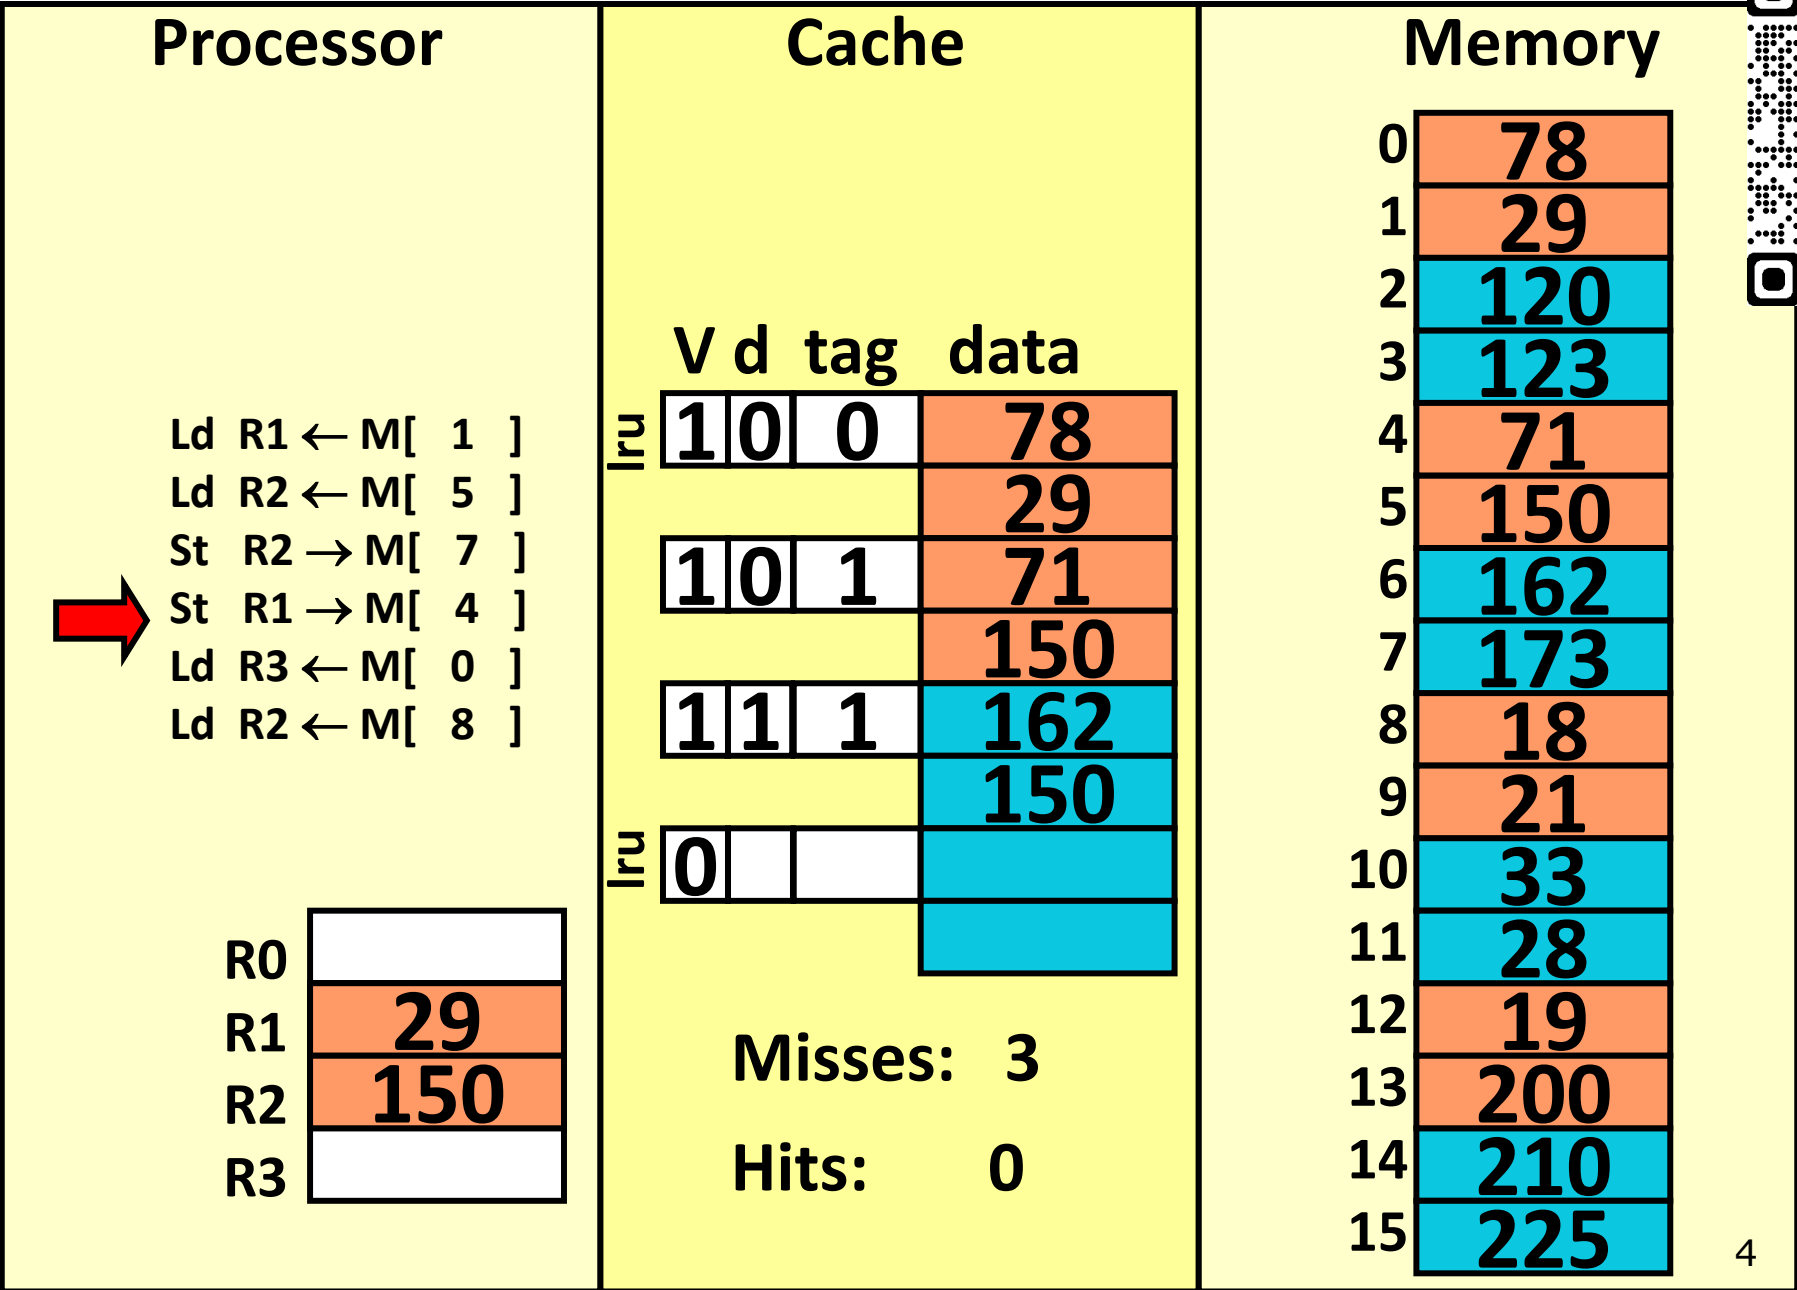 Processor
Cache
Memory
Ld R1 ← M[ 1 ]
Ld R2 ← M[ 5 ]
St R2 → M[ 7 ]
St R1 → M[ 4 ]
Ld R3 ← M[ 0 ]
Ld R2 ← M[ 8 ]
R0
R1 29
R2 150
R3
V d tag data
lru 1 0 0 78
29
1 0 1 71
150
1 1 1 162
150
lru 0
Misses: 3
Hits: 0
0 78
1 29
2 120
3 123
4 71
5 150
6 162
7 173
8 18
9 21
10 33
11 28
12 19
13 200
14 210
15 225
4